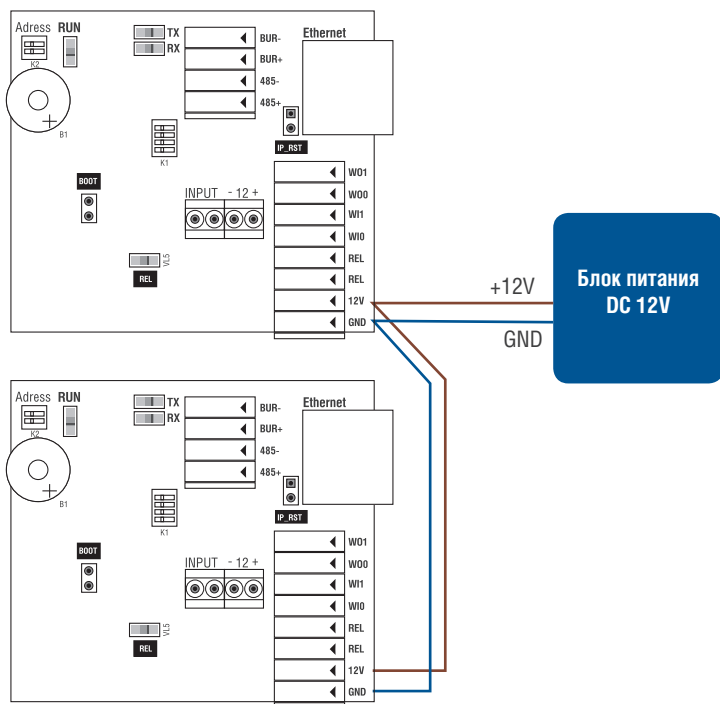 Adress RUN
TX
RX
K2
B1
BUR-
BUR+
485-
485+
Ethernet
IP_RST
K1
BOOT
INPUT - 12 +
VL5
REL
WO1
WO0
WI1
WI0
REL
REL
12V
GND
+12V
GND
Блок питания
DC 12V
Adress RUN
TX
RX
K2
B1
BUR-
BUR+
485-
485+
Ethernet
IP_RST
K1
BOOT
INPUT - 12 +
VL5
REL
WO1
WO0
WI1
WI0
REL
REL
12V
GND